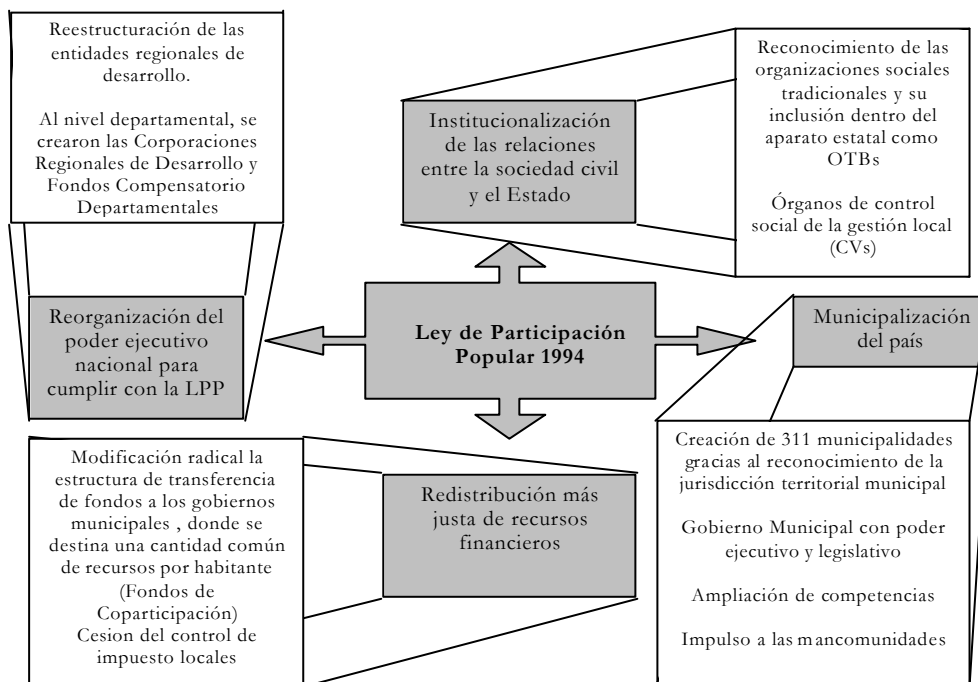 Reestructuración de las
entidades regionales de
desarrollo.
Al nivel departamental, se
crearon las Corporaciones
Regionales de Desarrollo y
Fondos Compensatorio
Departamentales
Institucionalización
de las relaciones
entre la sociedad civil
y el Estado
Reconocimiento de las
organizaciones sociales
tradicionales y su
inclusión dentro del
aparato estatal como
OTBs
Órganos de control
social de la gestión local
(CVs)
Reorganización del
poder ejecutivo
nacional para
cumplir con la LPP
Ley de Participación
Popular 1994
Municipalización
del país
Modificación radical la
estructura de transferencia
de fondos a los gobiernos
municipales , donde se
destina una cantidad común
de recursos por habitante
(Fondos de
Coparticipación)
Cesion del control de
impuesto locales
Redistribución más
justa de recursos
financieros
Creación de 311 municipalidades
gracias al reconocimiento de la
jurisdicción territorial municipal
Gobierno Municipal con poder
ejecutivo y legislativo
Ampliación de competencias
Impulso a las mancomunidades